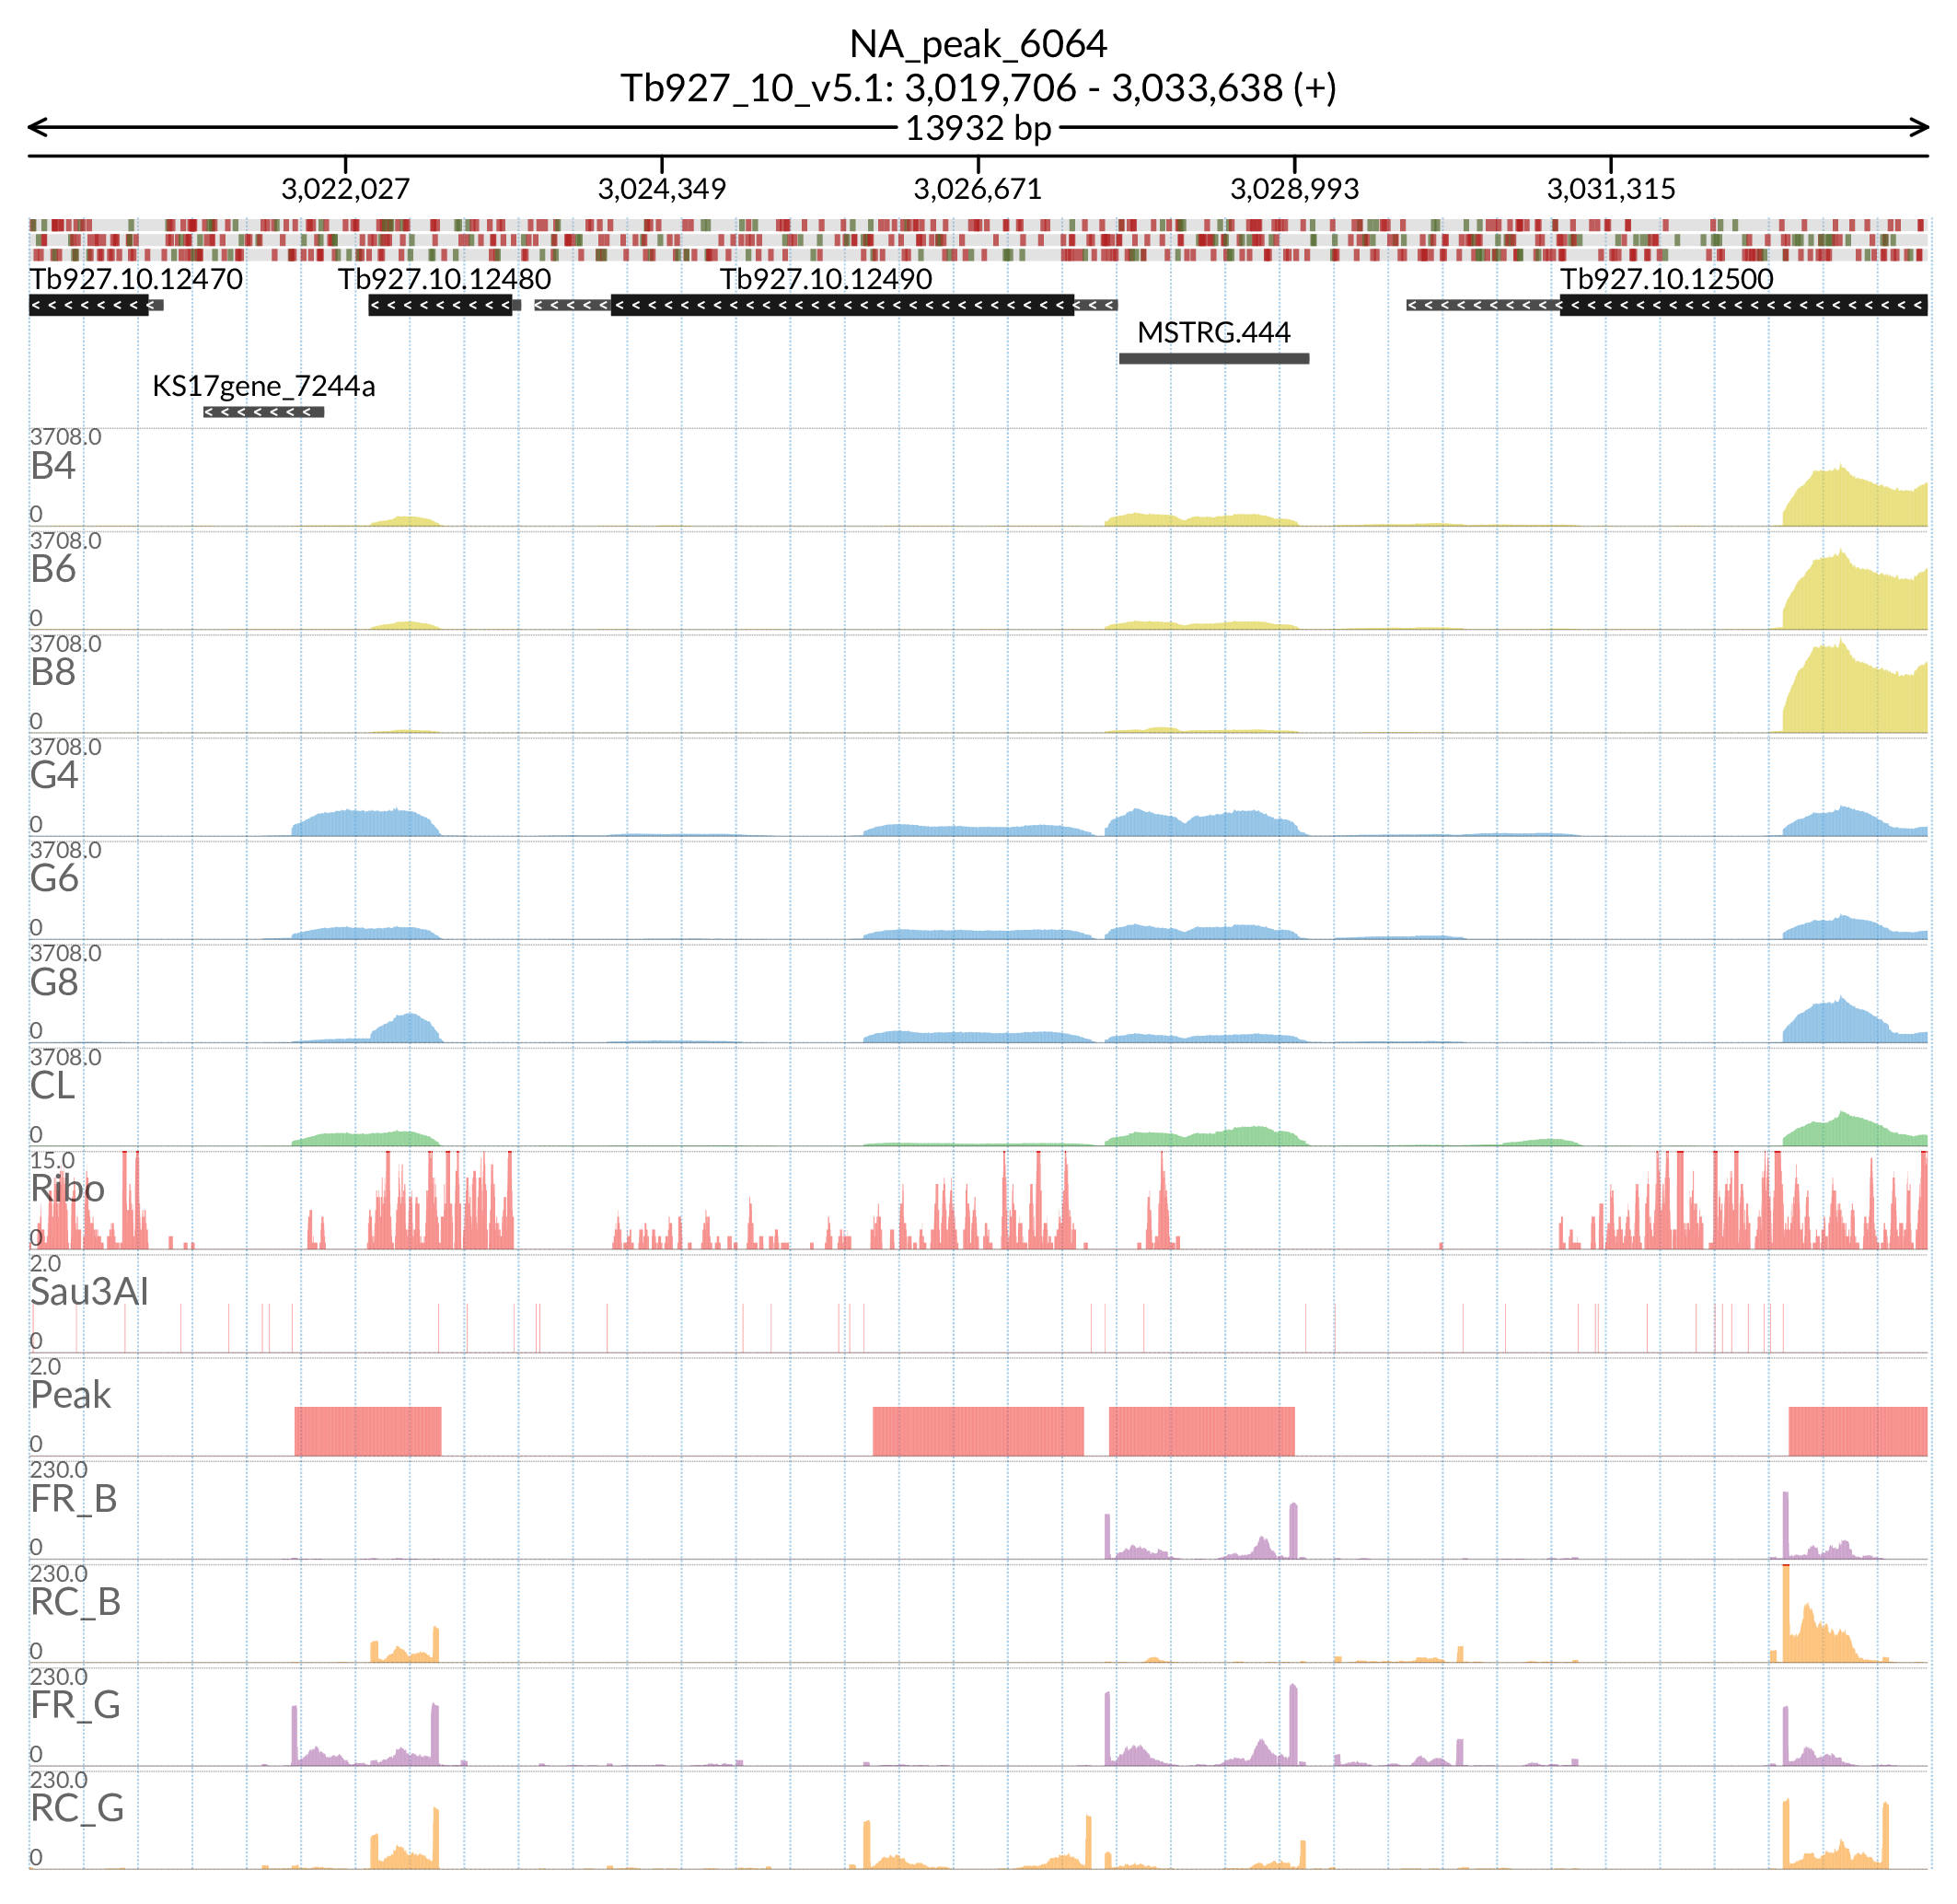 NA_peak_6064
Tb927_10_v5.1: 3,019,706 - 3,033,638 (+)
13932 bp
3,022,027 3,024,349 3,026,671 3,028,993 3,031,315
Tb927.10.12470 Tb927.10.12480 Tb927.10.12490 Tb927.10.12500
MSTRG.444
KS17gene_7244a
3708.0
B4
0
3708.0
B6
0
3708.0
B8
0
3708.0
G4
0
3708.0
G6
0
3708.0
G8
0
3708.0
CL
0
15.0
Ribo
0
2.0
Sau3AI
0
2.0
Peak
0
230.0
FR_B
0
230.0
RC_B
0
230.0
FR_G
0
230.0
RC_G
0